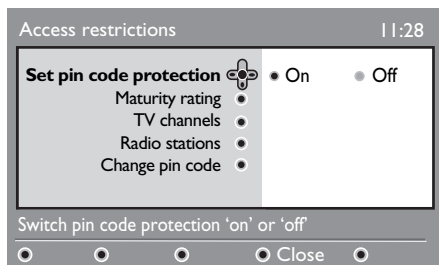 Access restrictions 11:28
Set pin code protection On Off
Maturity rating
TV channels
Radio stations
Change pin code
Switch pin code protection ‘on’ or ‘off’
Close